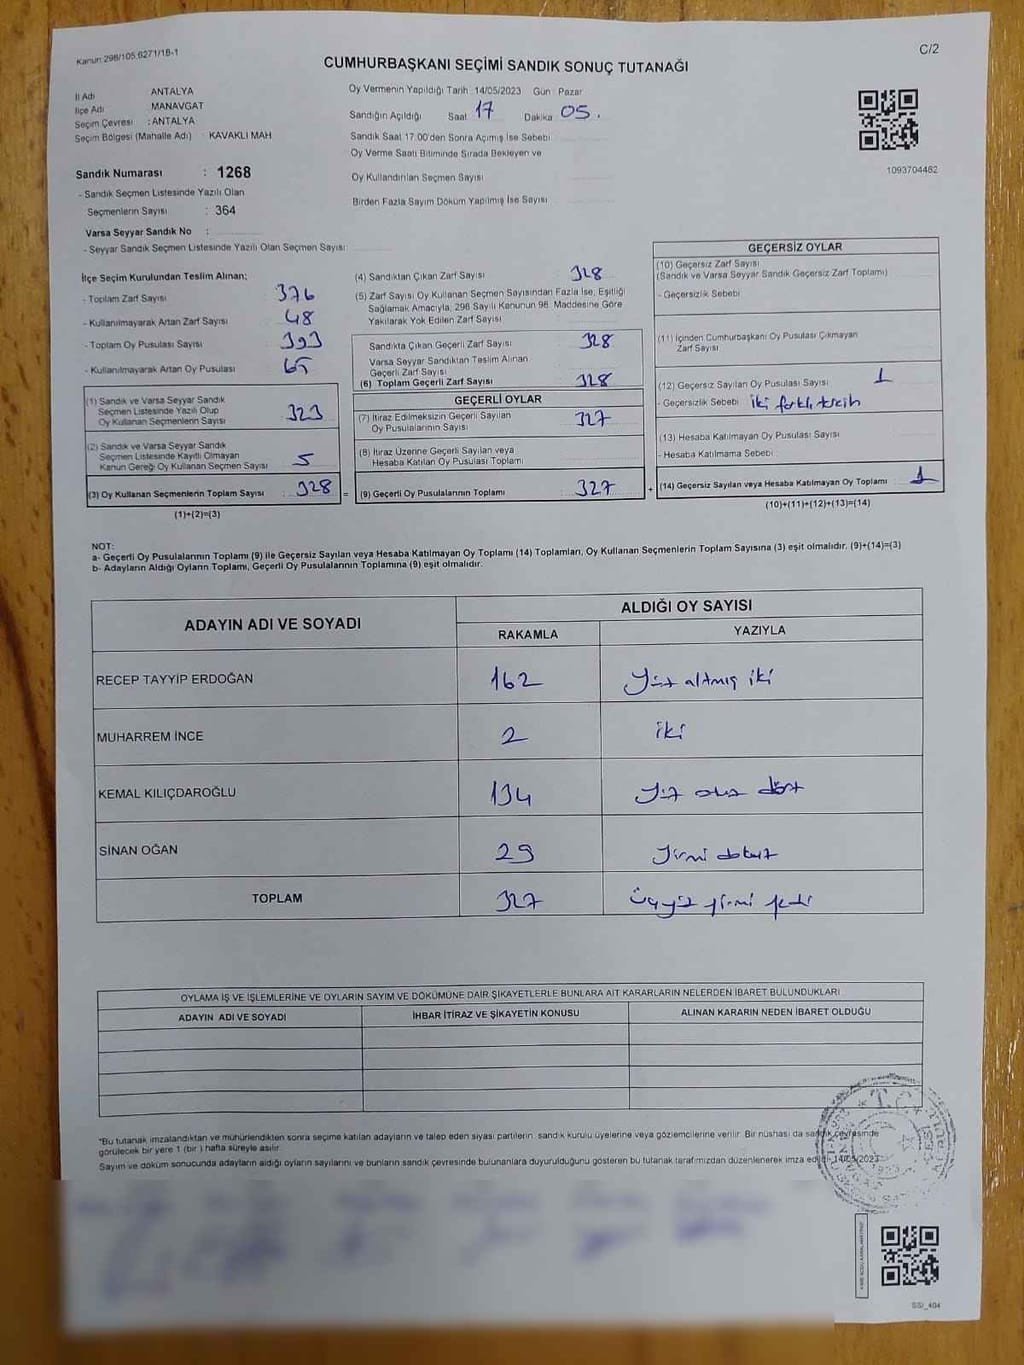 Kanun:298/105,6271/18-1
C/2
CUMHURBAŞKANI SEÇİMİ SANDIK SONUÇ TUTANAĞI
İl Adı ANTALYA
İlçe Adı MANAVGAT
Seçim Çevresi : ANTALYA
Seçim Bölgesi (Mahalle Adı) : KAVAKLI MAH
Sandık Numarası : 1268
- Sandık Seçmen Listesinde Yazılı Olan
Seçmenlerin Sayısı : 364
Varsa Seyyar Sandık No :
- Seyyar Sandık Seçmen Listesinde Yazılı Olan Seçmen Sayısı:
Oy Vermenin Yapıldığı Tarih 14/05/2023 Gün : Pazar
Sandığın Açıldığı Saat 17 Dakika 05.
Sandık Saat 17.00'den Sonra Açılmış İse Sebebi
Oy Verme Saati Bitiminde Sırada Bekleyen ve
Oy Kullandırılan Seçmen Sayısı
Birden Fazla Sayım Döküm Yapılmış İse Sayısı
1093704482
İlçe Seçim Kurulundan Teslim Alınan:
- Toplam Zarf Sayısı 376
- Kullanılmayarak Artan Zarf Sayısı 48
- Toplam Oy Pusulası Sayısı 393
- Kullanılmayarak Artan Oy Pusulası 65
(1) Sandık ve Varsa Seyyar Sandık
Seçmen Listesinde Yazılı Olup
Oy Kullanan Seçmenlerin Sayısı 323
(2) Sandık ve Varsa Seyyar Sandık
Seçmen Listesinde Kayıtlı Olmayan
Kanun Gereği Oy Kullanan Seçmen Sayısı 5
(3) Oy Kullanan Seçmenlerin Toplam Sayısı 328 =
(1)+(2)=(3)
(4) Sandıktan Çıkan Zarf Sayısı 328
(5) Zarf Sayısı Oy Kullanan Seçmen Sayısından Fazla İse, Eşitliği
Sağlamak Amacıyla, 298 Sayılı Kanunun 98. Maddesine Göre
Yakılarak Yok Edilen Zarf Sayısı
Sandıkta Çıkan Geçerli Zarf Sayısı 328
Varsa Seyyar Sandıktan Teslim Alınan
Geçerli Zarf Sayısı
(6) Toplam Geçerli Zarf Sayısı 328
GEÇERLİ OYLAR
(7) İtiraz Edilmeksizin Geçerli Sayılan
Oy Pusulalarının Sayısı 327
(8) İtiraz Üzerine Geçerli Sayılan veya
Hesaba Katılan Oy Pusulası Toplamı
(9) Geçerli Oy Pusulalarının Toplamı 327 +
GEÇERSİZ OYLAR
(10) Geçersiz Zarf Sayısı
(Sandık ve Varsa Seyyar Sandık Geçersiz Zarf Toplamı)
- Geçersizlik Sebebi
(11) İçinden Cumhurbaşkanı Oy Pusulası Çıkmayan
Zarf Sayısı
(12) Geçersiz Sayılan Oy Pusulası Sayısı 1
- Geçersizlik Sebebi iki farklı tercih
(13) Hesaba Katılmayan Oy Pusulası Sayısı
- Hesaba Katılmama Sebebi
(14) Geçersiz Sayılan veya Hesaba Katılmayan Oy Toplamı 1
(10)+(11)+(12)+(13)=(14)
NOT:
a- Geçerli Oy Pusulalarının Toplamı (9) ile Geçersiz Sayılan veya Hesaba Katılmayan Oy Toplamı (14) Toplamları, Oy Kullanan Seçmenlerin Toplam Sayısına (3) eşit olmalıdır. (9)+(14)=(3)
b- Adayların Aldığı Oyların Toplamı, Geçerli Oy Pusulalarının Toplamına (9) eşit olmalıdır.
ADAYIN ADI VE SOYADI
ALDIĞI OY SAYISI
RAKAMLA YAZIYLA
RECEP TAYYİP ERDOĞAN 162 Yüz altmış iki
MUHARREM İNCE 2 iki
KEMAL KILIÇDAROĞLU 134 Yüz otuz dört
SİNAN OĞAN 29 Yirmi dokuz
TOPLAM 327 Üçyüz yirmi yedi
OYLAMA İŞ VE İŞLEMLERİNE VE OYLARIN SAYIM VE DÖKÜMÜNE DAİR ŞİKAYETLERLE BUNLARA AİT KARARLARIN NELERDEN İBARET BULUNDUKLARI
ADAYIN ADI VE SOYADI İHBAR İTİRAZ VE ŞİKAYETİN KONUSU ALINAN KARARIN NEDEN İBARET OLDUĞU
*Bu tutanak imzalandıktan ve mühürlendikten sonra seçime katılan adayların ve talep eden siyasi partilerin, sandık kurulu üyelerine veya gözlemcilerine verilir. Bir nüshası da sandık çevresinde
görülecek bir yere 1 (bir ) hafta süreyle asılır.
Sayım ve döküm sonucunda adayların aldığı oyların sayılarını ve bunların sandık çevresinde bulunanlara duyurulduğunu gösteren bu tutanak tarafımızdan düzenlenerek imza edildi. 14/05/2023
T.C.
SSI_404